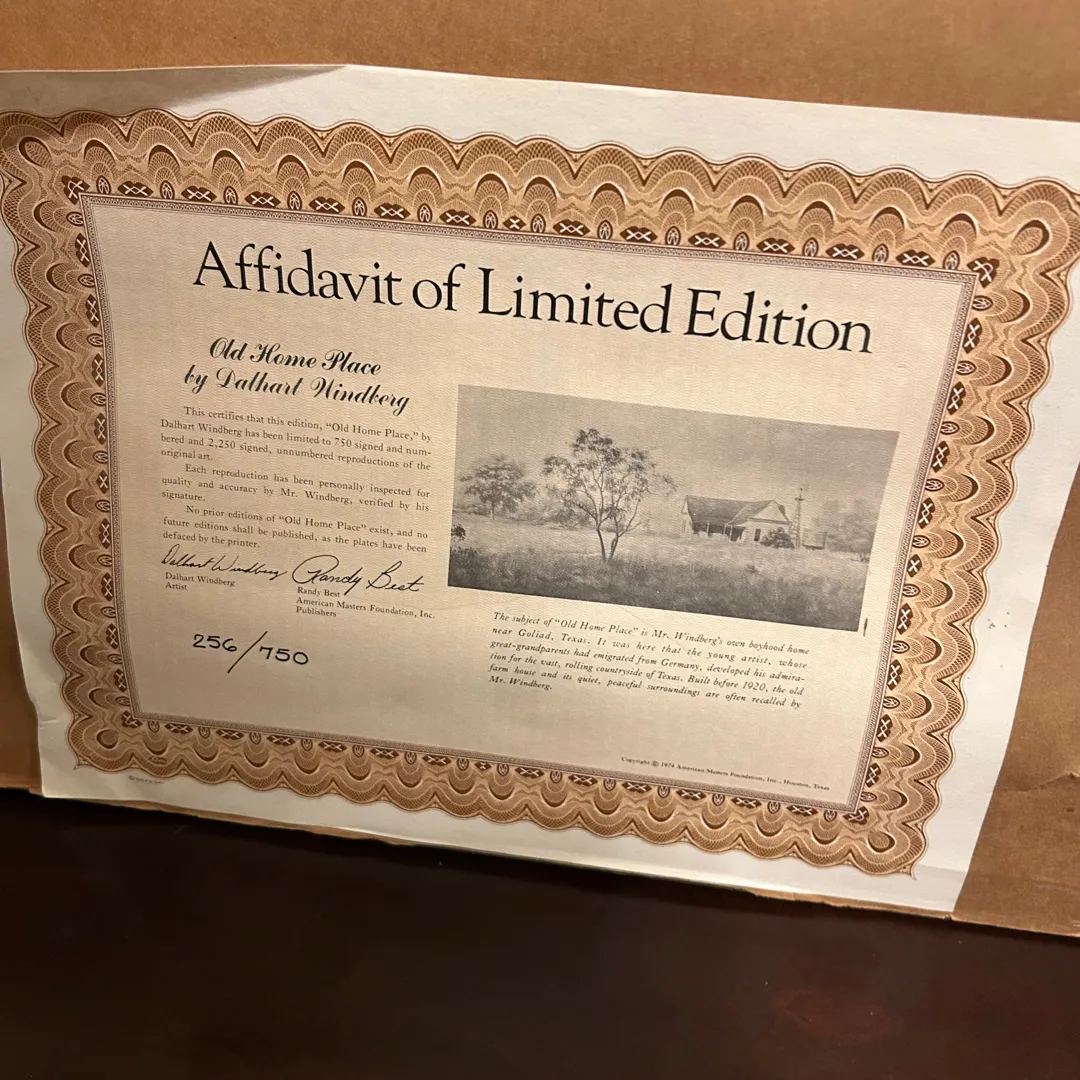 Affidavit of Limited Edition
Old Home Place
by Dalhart Windberg
This certifies that this edition, "Old Home Place," by
Dalhart Windberg has been limited to 750 signed and num-
bered and 2,250 signed, unnumbered reproductions of the
original art.
Each reproduction has been personally inspected for
quality and accuracy by Mr. Windberg, verified by his
signature.
No prior editions of "Old Home Place" exist, and no
future editions shall be published, as the plates have been
defaced by the printer.
Dalhart Windberg Randy Best
Dalhart Windberg
Artist
Randy Best
American Masters Foundation, Inc.
Publishers
256/750
The subject of "Old Home Place" is Mr. Windberg's own boyhood home
near Goliad, Texas. It was here that the young artist, whose
great-grandparents had emigrated from Germany, developed his admira-
tion for the vast, rolling countryside of Texas. Built before 1920, the old
farm house and its quiet, peaceful surroundings are often recalled by
Mr. Windberg.
Copyright © 1974 American Masters Foundation, Inc., Houston, Texas